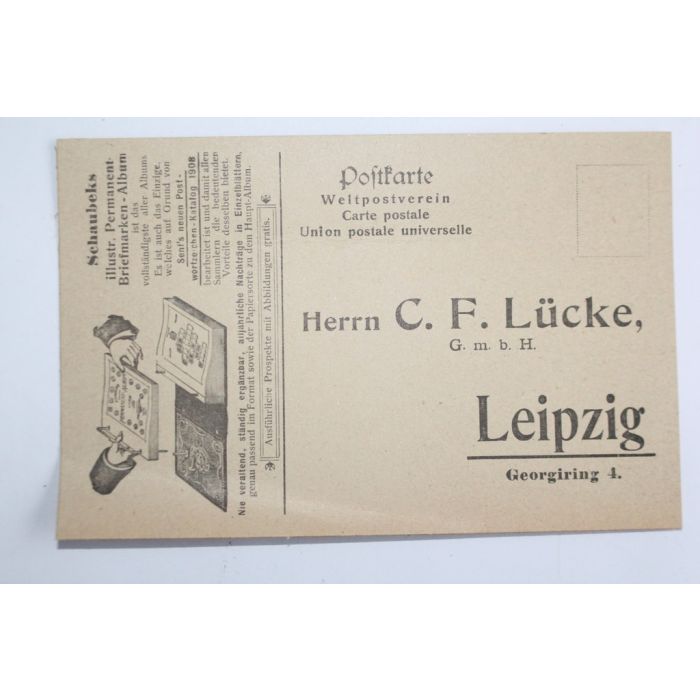 Schaubeks
illustr. Permanent-
Briefmarken-Album
ist das
vollständigste aller Albums
Es ist auch das Einzige,
welches auf Grund von
Senf's neuen Post-
wertzeichen-Katalog 1908
bearbeitet ist und damit allen
Sammlern die bedeutenden
Vorteile desselben bietet.
Nie veraltend, ständig ergänzbar, alljährliche Nachträge in Einzelblättern,
genau passend im Format sowie der Papiersorte zu dem Haupt-Album.
Ausführliche Prospekte mit Abbildungen gratis.
Postkarte
Weltpostverein
Carte postale
Union postale universelle
Herrn C. F. Lücke,
G. m. b. H.
Leipzig
Georgiring 4.